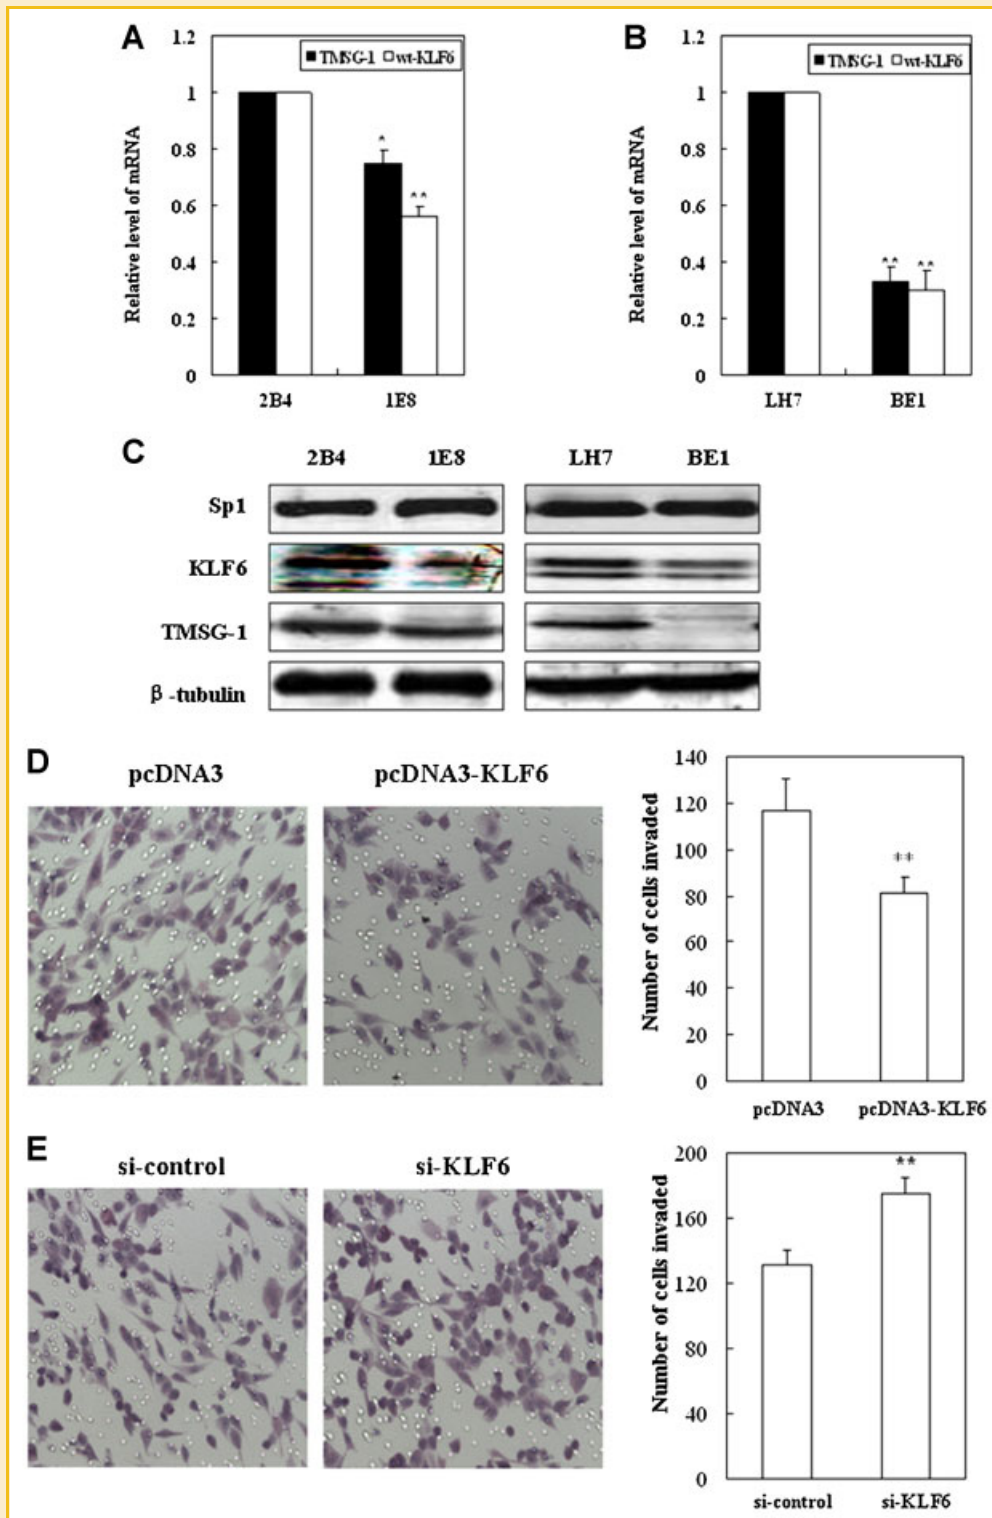 A
1.2
TMSG-1 wt-KLF6
1
0.8
0.6
0.4
0.2
0
Relative level of mRNA
*
**
2B4 1E8
B
1.2
TMSG-1 wt-KLF6
1
0.8
0.6
0.4
0.2
0
Relative level of mRNA
** **
LH7 BE1
C
2B4 1E8 LH7 BE1
Sp1
KLF6
TMSG-1
β-tubulin
D
pcDNA3 pcDNA3-KLF6
140
120
100
80
60
40
20
0
Number of cells invaded
**
pcDNA3 pcDNA3-KLF6
E
si-control si-KLF6
200
160
120
80
40
0
Number of cells invaded
**
si-control si-KLF6